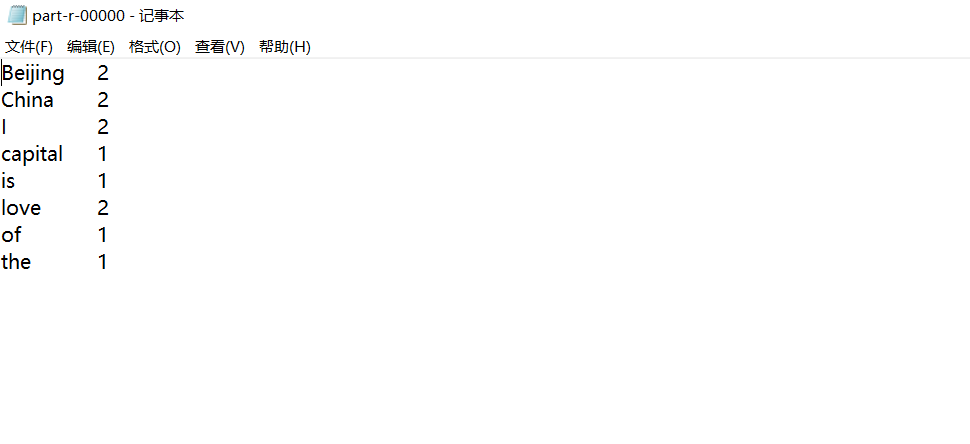 part-r-00000 - 记事本
文件(F) 编辑(E) 格式(O) 查看(V) 帮助(H)
Beijing 2
China 2
I 2
capital 1
is 1
love 2
of 1
the 1